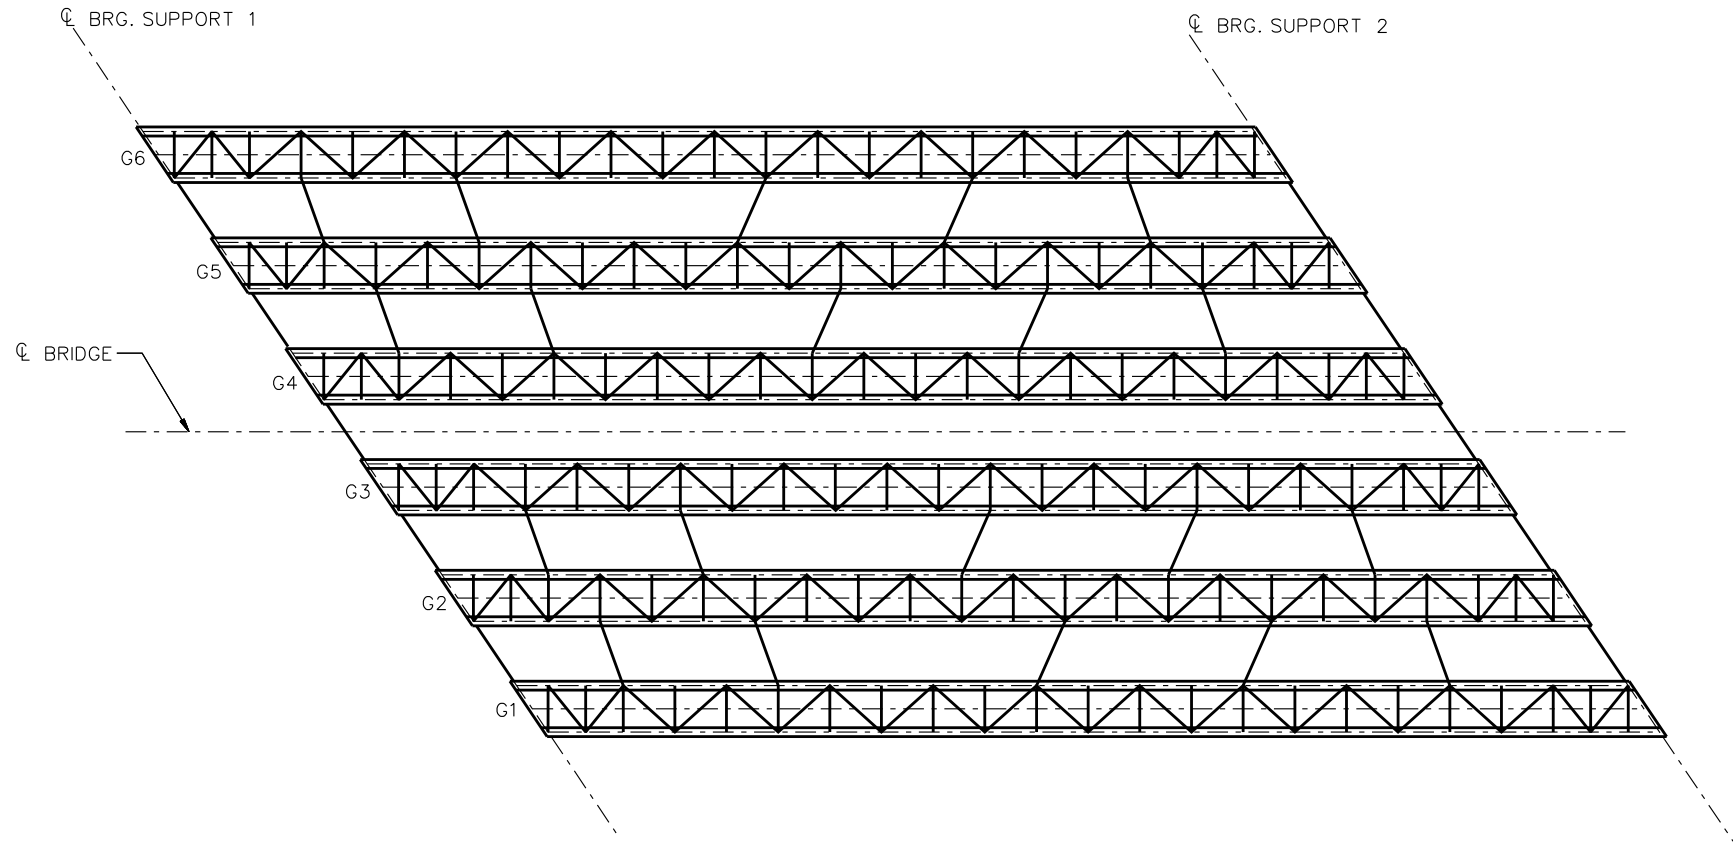 ℄ BRG. SUPPORT 1
℄ BRG. SUPPORT 2
G6
G5
℄ BRIDGE
G4
G3
G2
G1